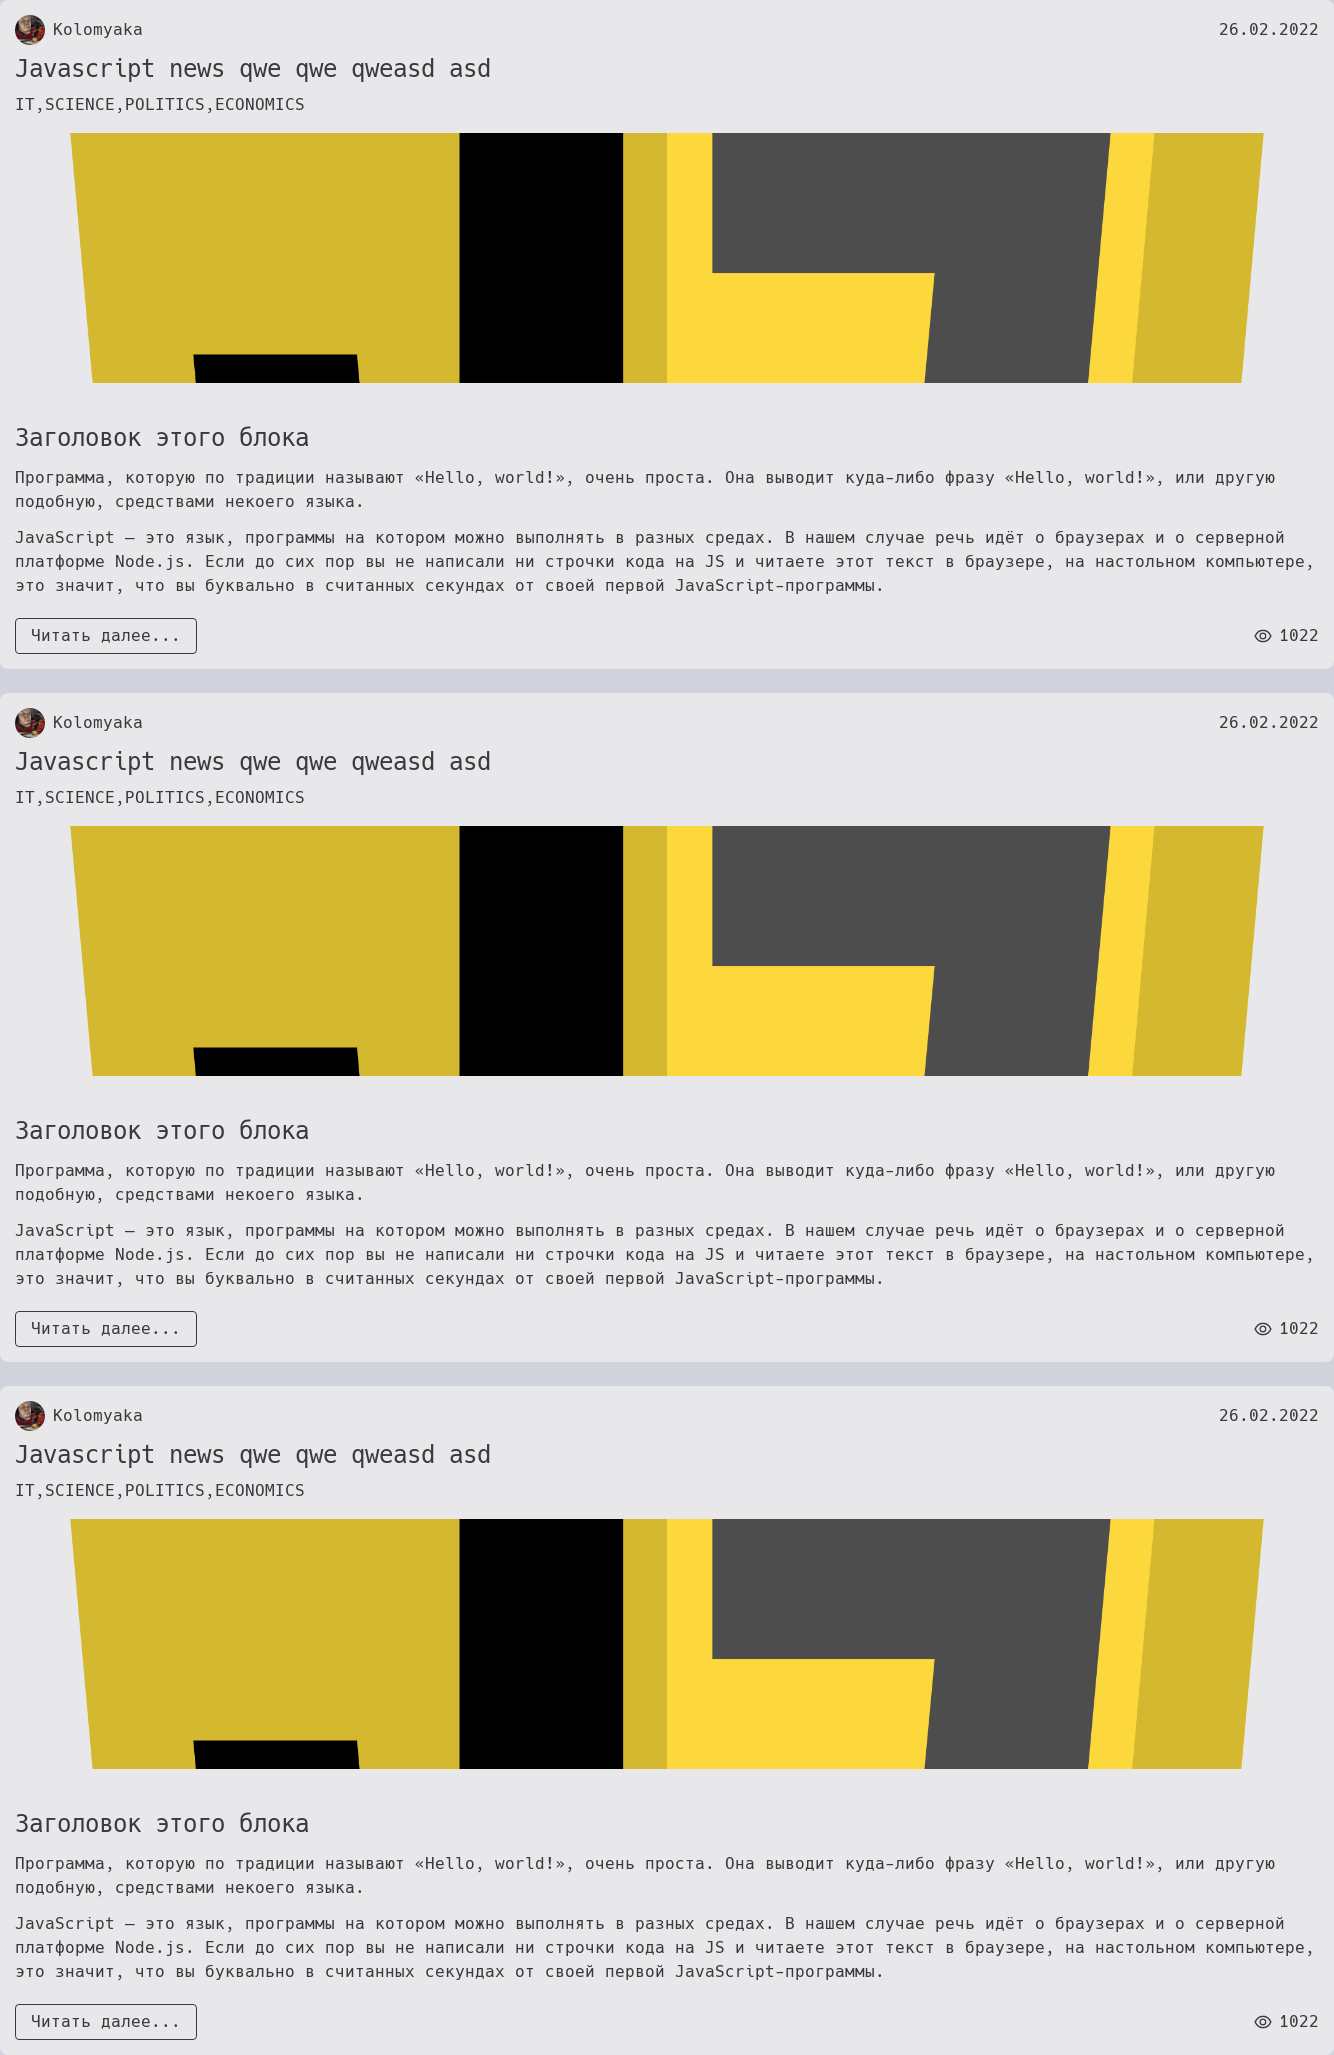 Kolomyaka
26.02.2022
Javascript news qwe qwe qweasd asd
IT,SCIENCE,POLITICS,ECONOMICS
Заголовок этого блока
Программа, которую по традиции называют «Hello, world!», очень проста. Она выводит куда-либо фразу «Hello, world!», или другую
подобную, средствами некоего языка.
JavaScript — это язык, программы на котором можно выполнять в разных средах. В нашем случае речь идёт о браузерах и о серверной
платформе Node.js. Если до сих пор вы не написали ни строчки кода на JS и читаете этот текст в браузере, на настольном компьютере,
это значит, что вы буквально в считанных секундах от своей первой JavaScript-программы.
Читать далее...
1022
Kolomyaka
26.02.2022
Javascript news qwe qwe qweasd asd
IT,SCIENCE,POLITICS,ECONOMICS
Заголовок этого блока
Программа, которую по традиции называют «Hello, world!», очень проста. Она выводит куда-либо фразу «Hello, world!», или другую
подобную, средствами некоего языка.
JavaScript — это язык, программы на котором можно выполнять в разных средах. В нашем случае речь идёт о браузерах и о серверной
платформе Node.js. Если до сих пор вы не написали ни строчки кода на JS и читаете этот текст в браузере, на настольном компьютере,
это значит, что вы буквально в считанных секундах от своей первой JavaScript-программы.
Читать далее...
1022
Kolomyaka
26.02.2022
Javascript news qwe qwe qweasd asd
IT,SCIENCE,POLITICS,ECONOMICS
Заголовок этого блока
Программа, которую по традиции называют «Hello, world!», очень проста. Она выводит куда-либо фразу «Hello, world!», или другую
подобную, средствами некоего языка.
JavaScript — это язык, программы на котором можно выполнять в разных средах. В нашем случае речь идёт о браузерах и о серверной
платформе Node.js. Если до сих пор вы не написали ни строчки кода на JS и читаете этот текст в браузере, на настольном компьютере,
это значит, что вы буквально в считанных секундах от своей первой JavaScript-программы.
Читать далее...
1022